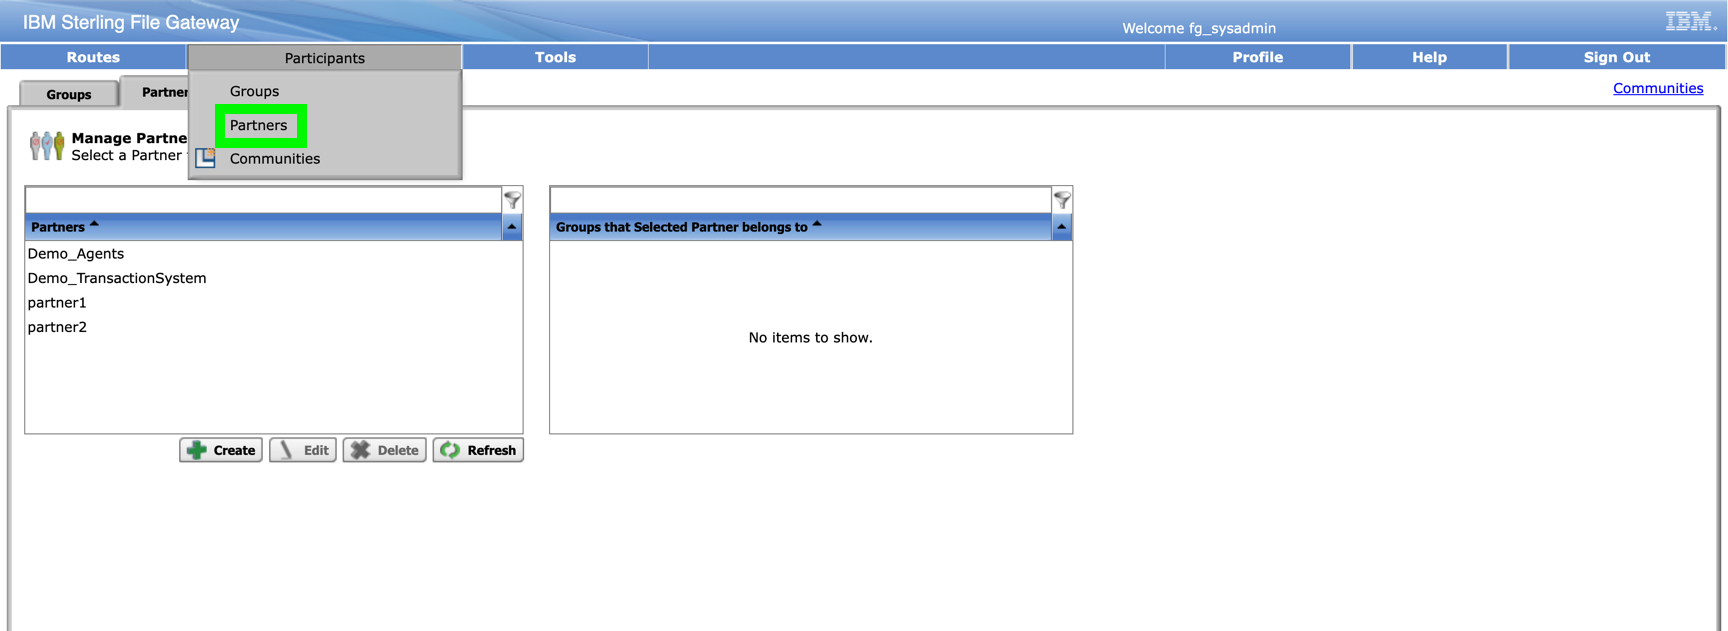 IBM Sterling File Gateway
Welcome fg_sysadmin
IBM.
Routes
Participants
Tools
Profile
Help
Sign Out
Groups
Partners
Communities
Groups
Partner
Communities
Manage Partne
Select a Partner
Partners
Groups that Selected Partner belongs to
Demo_Agents
Demo_TransactionSystem
partner1
partner2
No items to show.
Create
Edit
Delete
Refresh